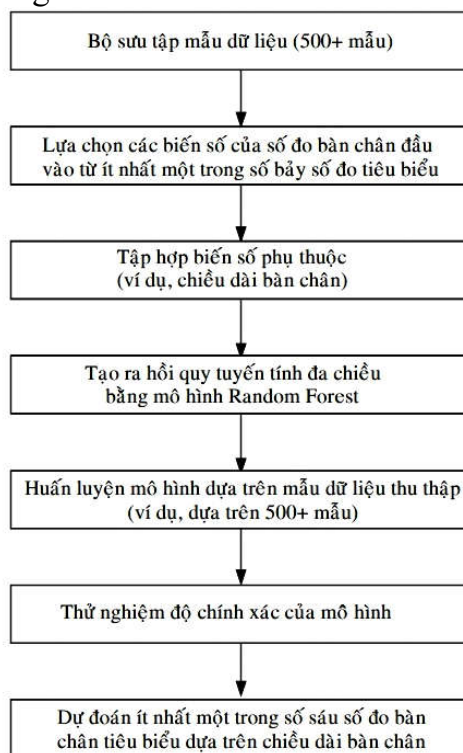 Bộ sưu tập mẫu dữ liệu (500+ mẫu)
Lựa chọn các biến số của số đo bàn chân đầu
vào từ ít nhất một trong số bảy số đo tiêu biểu
Tập hợp biến số phụ thuộc
(ví dụ, chiều dài bàn chân)
Tạo ra hồi quy tuyến tính đa chiều
bằng mô hình Random Forest
Huấn luyện mô hình dựa trên mẫu dữ liệu thu thập
(ví dụ, dựa trên 500+ mẫu)
Thử nghiệm độ chính xác của mô hình
Dự đoán ít nhất một trong số sáu số đo bàn
chân tiêu biểu dựa trên chiều dài bàn chân